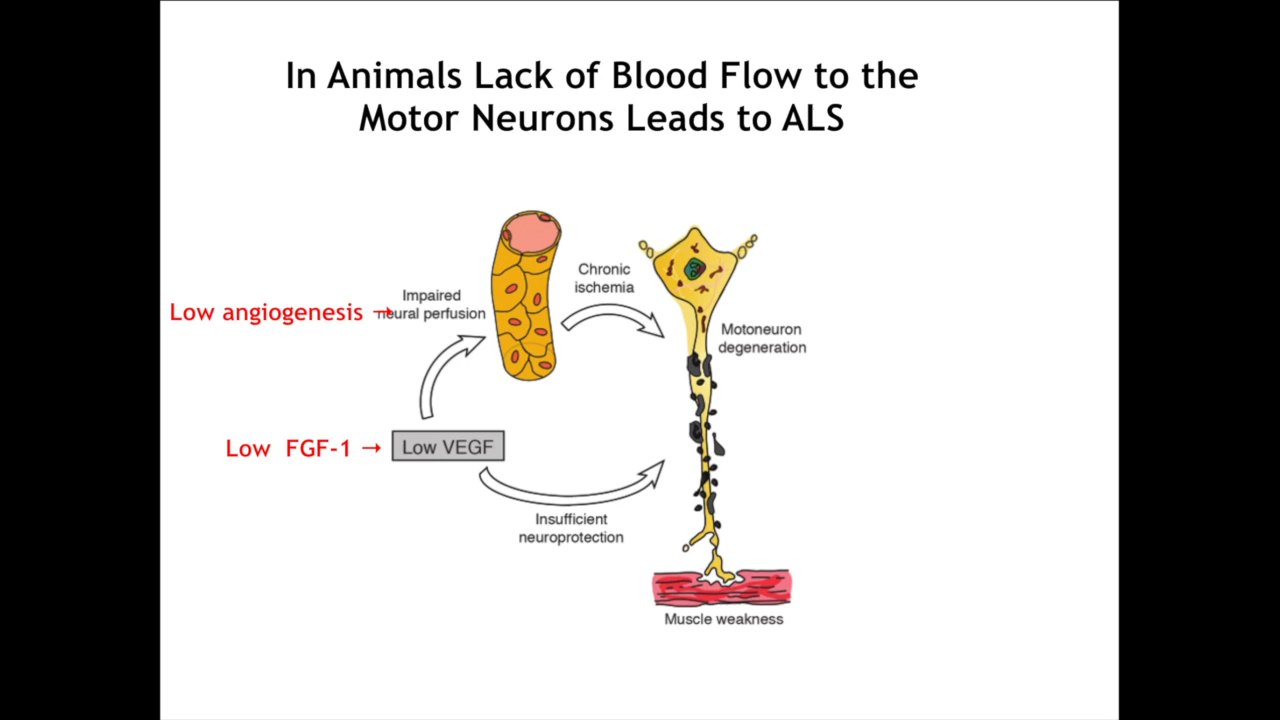 In Animals Lack of Blood Flow to the
Motor Neurons Leads to ALS
Chronic
ischemia
Low angiogenesis →
Impaired
neural perfusion
Motoneuron
degeneration
Low FGF-1 →
Low VEGF
Insufficient
neuroprotection
Muscle weakness